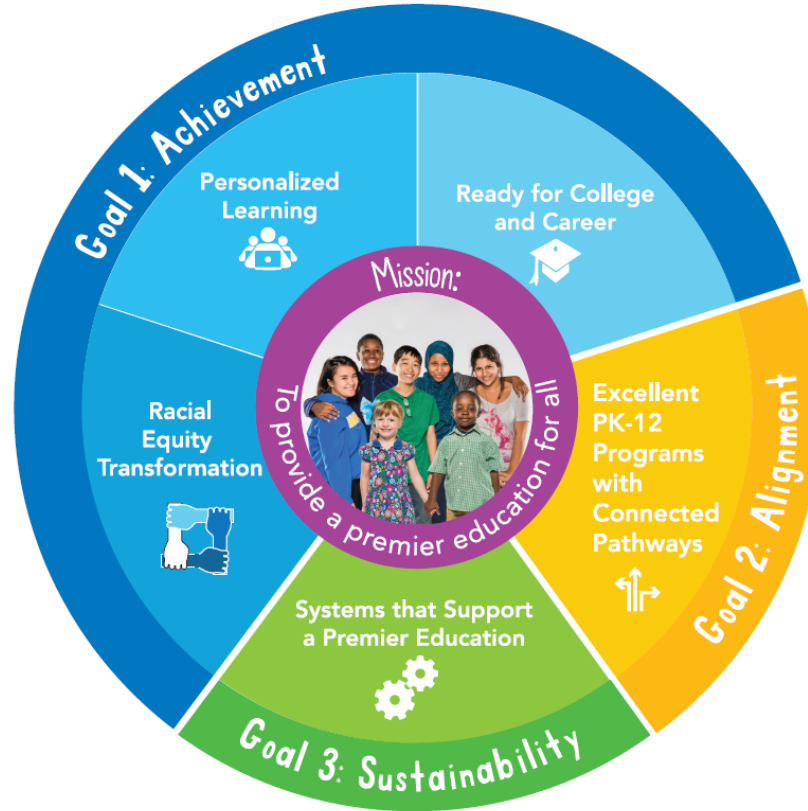 Goal 1: Achievement
Personalized
Learning
Ready for College
and Career
Racial
Equity
Transformation
Mission:
To provide a premier education for all
Excellent
PK-12
Programs
with
Connected
Pathways
Goal 2: Alignment
Systems that Support
a Premier Education
Goal 3: Sustainability